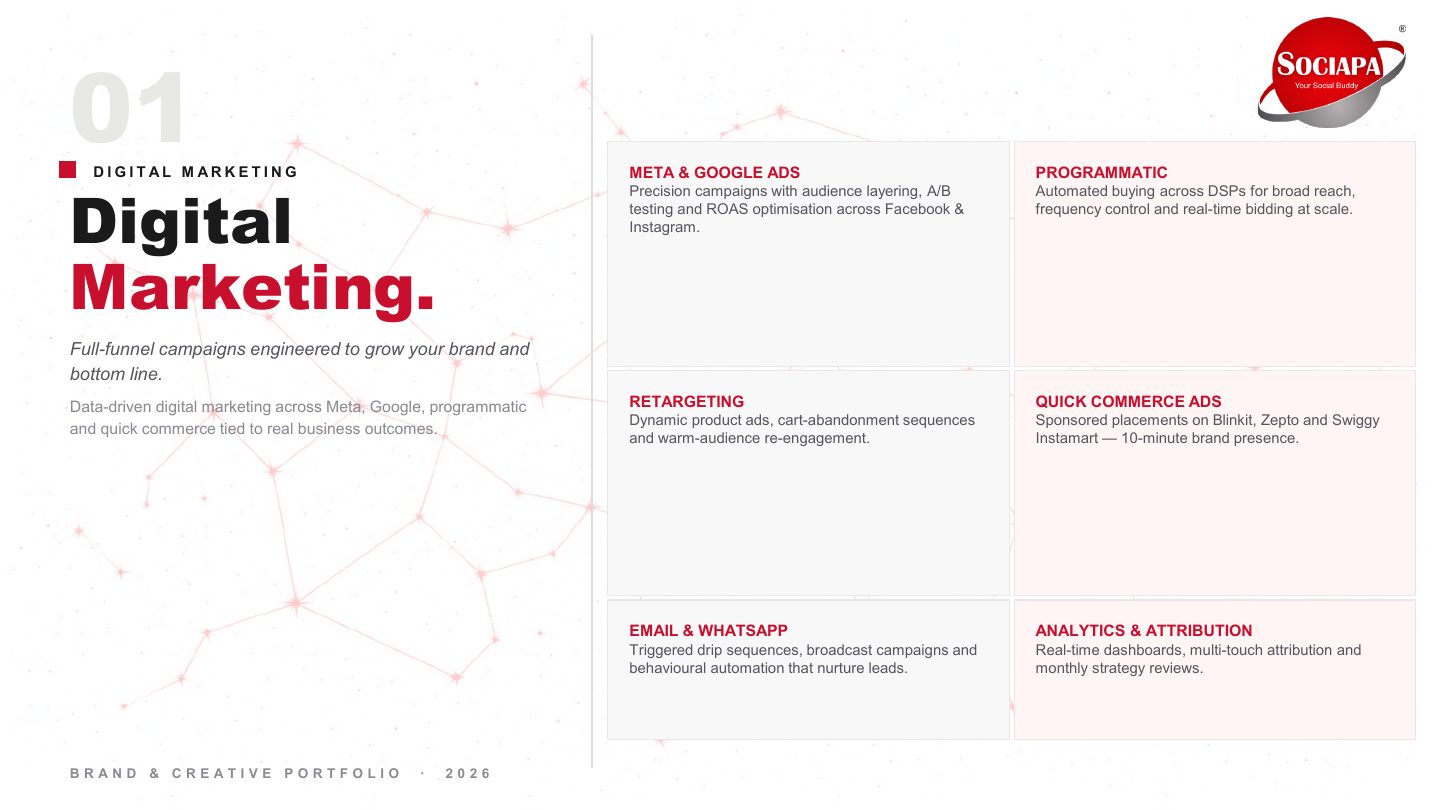 01
DIGITAL MARKETING
Digital
Marketing.
Full-funnel campaigns engineered to grow your brand and
bottom line.
Data-driven digital marketing across Meta, Google, programmatic
and quick commerce tied to real business outcomes.
BRAND & CREATIVE PORTFOLIO · 2026
SOCIAPA
®
Your Social Buddy
META & GOOGLE ADS
Precision campaigns with audience layering, A/B
testing and ROAS optimisation across Facebook &
Instagram.
PROGRAMMATIC
Automated buying across DSPs for broad reach,
frequency control and real-time bidding at scale.
RETARGETING
Dynamic product ads, cart-abandonment sequences
and warm-audience re-engagement.
QUICK COMMERCE ADS
Sponsored placements on Blinkit, Zepto and Swiggy
Instamart — 10-minute brand presence.
EMAIL & WHATSAPP
Triggered drip sequences, broadcast campaigns and
behavioural automation that nurture leads.
ANALYTICS & ATTRIBUTION
Real-time dashboards, multi-touch attribution and
monthly strategy reviews.